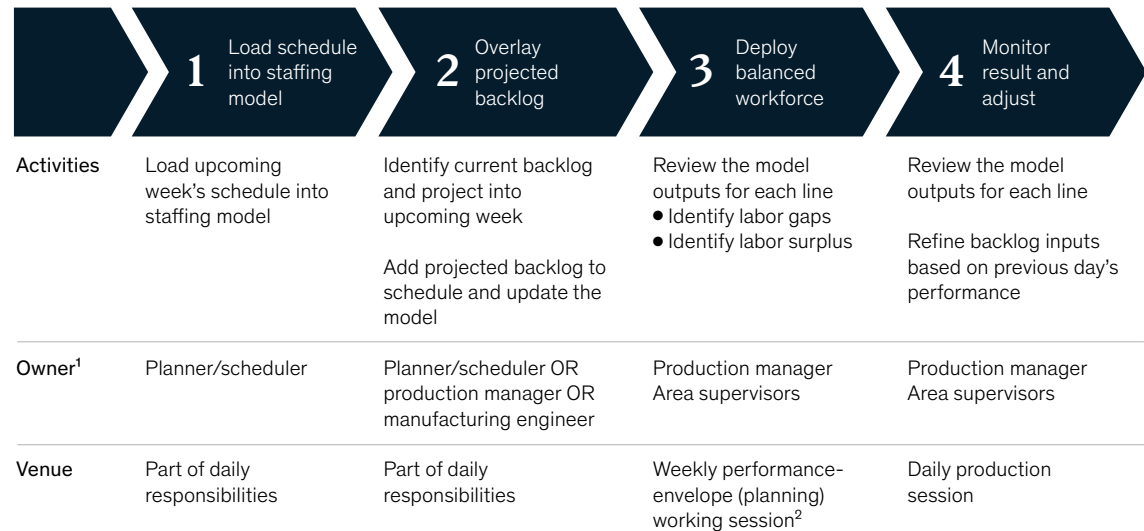 1
Load schedule
into staffing
model
2
Overlay
projected
backlog
3
Deploy
balanced
workforce
4
Monitor
result and
adjust
Activities
Load upcoming
week's schedule into
staffing model
Identify current backlog
and project into
upcoming week
Add projected backlog to
schedule and update the
model
Review the model
outputs for each line
• Identify labor gaps
• Identify labor surplus
Review the model
outputs for each line
Refine backlog inputs
based on previous day's
performance
Owner¹
Planner/scheduler
Planner/scheduler OR
production manager OR
manufacturing engineer
Production manager
Area supervisors
Production manager
Area supervisors
Venue
Part of daily
responsibilities
Part of daily
responsibilities
Weekly performance-
envelope (planning)
working session²
Daily production
session